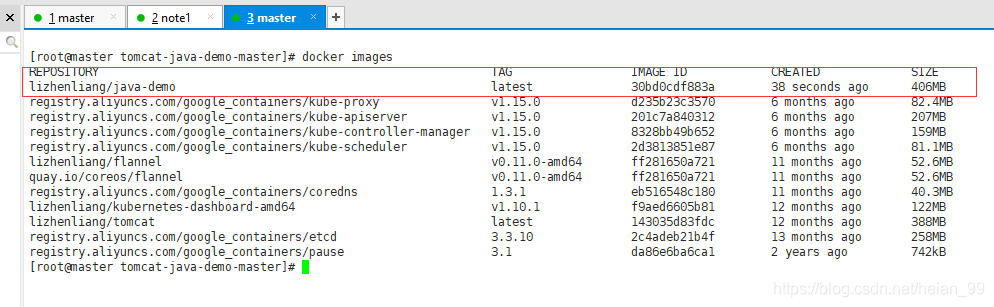 1 master
2 note1
3 master
[root@master tomcat-java-demo-master]# docker images
REPOSITORY TAG IMAGE ID CREATED SIZE
lizhenliang/java-demo latest 30bd0cdf883a 38 seconds ago 406MB
registry.aliyuncs.com/google_containers/kube-proxy v1.15.0 d235b23c3570 6 months ago 82.4MB
registry.aliyuncs.com/google_containers/kube-apiserver v1.15.0 201c7a840312 6 months ago 207MB
registry.aliyuncs.com/google_containers/kube-controller-manager v1.15.0 8328bb49b652 6 months ago 159MB
registry.aliyuncs.com/google_containers/kube-scheduler v1.15.0 2d3813851e87 6 months ago 81.1MB
lizhenliang/flannel v0.11.0-amd64 ff281650a721 11 months ago 52.6MB
quay.io/coreos/flannel v0.11.0-amd64 ff281650a721 11 months ago 52.6MB
registry.aliyuncs.com/google_containers/coredns 1.3.1 eb516548c180 11 months ago 40.3MB
lizhenliang/kubernetes-dashboard-amd64 v1.10.1 f9aed6605b81 12 months ago 122MB
lizhenliang/tomcat latest 143035d83fdc 12 months ago 388MB
registry.aliyuncs.com/google_containers/etcd 3.3.10 2c4adeb21b4f 13 months ago 258MB
registry.aliyuncs.com/google_containers/pause 3.1 da86e6ba6ca1 2 years ago 742kB
[root@master tomcat-java-demo-master]#
https://blog.csdn.net/heian_99